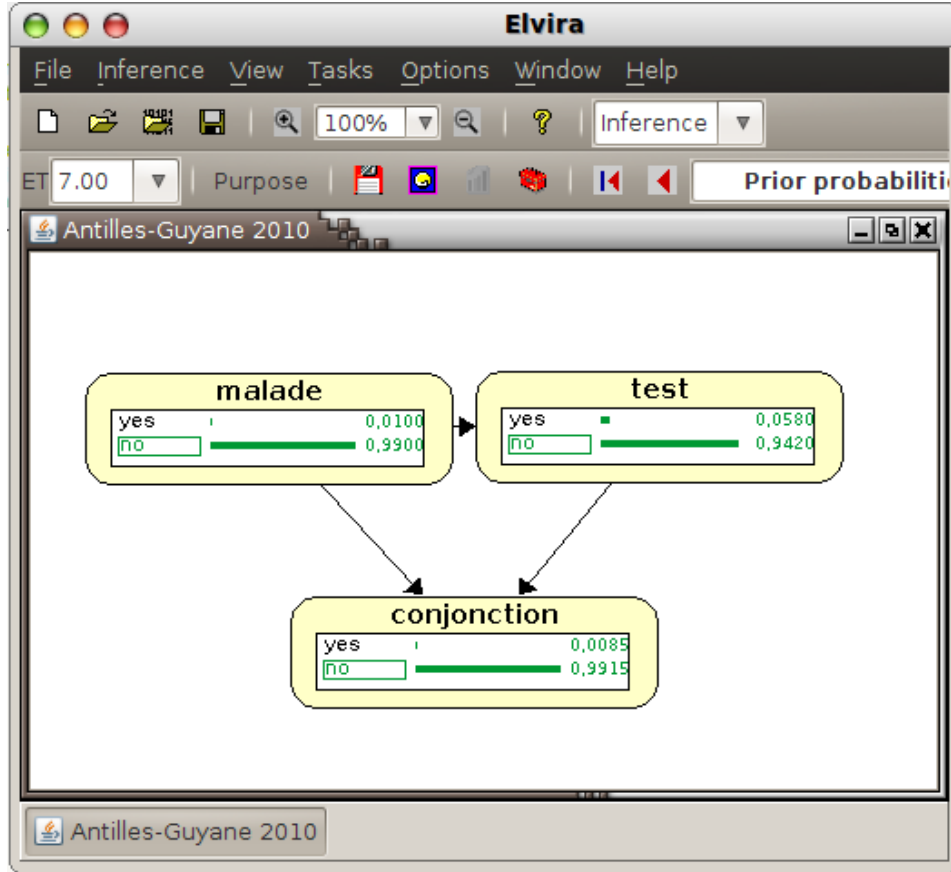 Elvira
File Inference View Tasks Options Window Help
100% Inference
ET 7.00 Purpose Prior probabiliti
Antilles-Guyane 2010
malade
yes 0,0100
no 0,9900
test
yes 0,0580
no 0,9420
conjonction
yes 0,0085
no 0,9915
Antilles-Guyane 2010